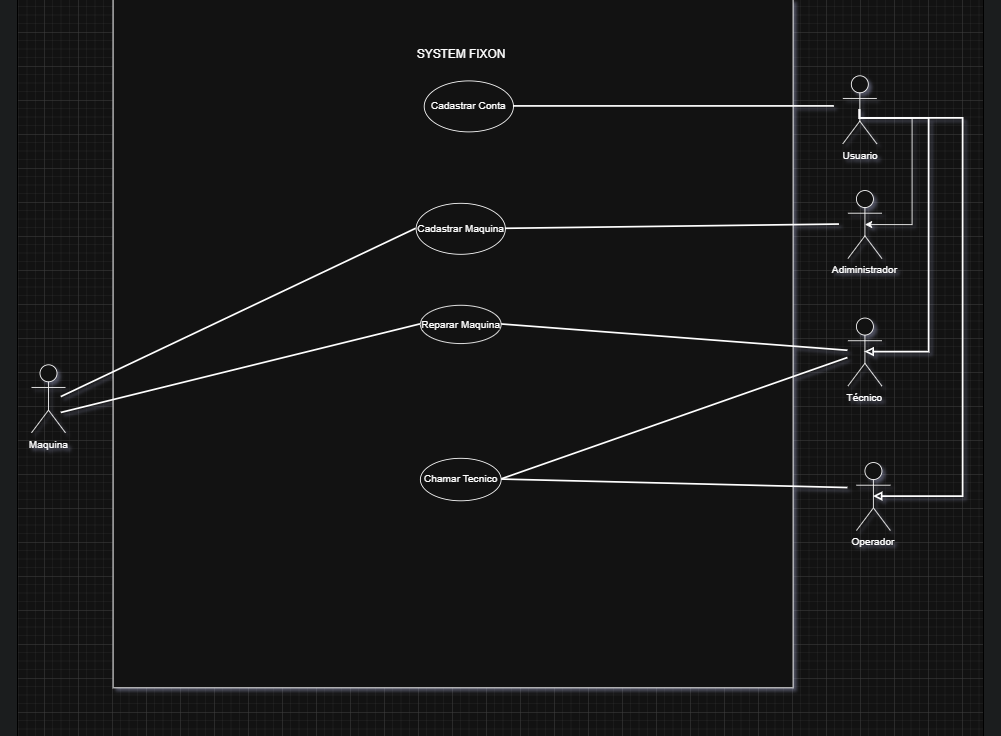 SYSTEM FIXON
Cadastrar Conta
Usuario
Cadastrar Maquina
Adiministrador
Reparar Maquina
Técnico
Maquina
Chamar Tecnico
Operador